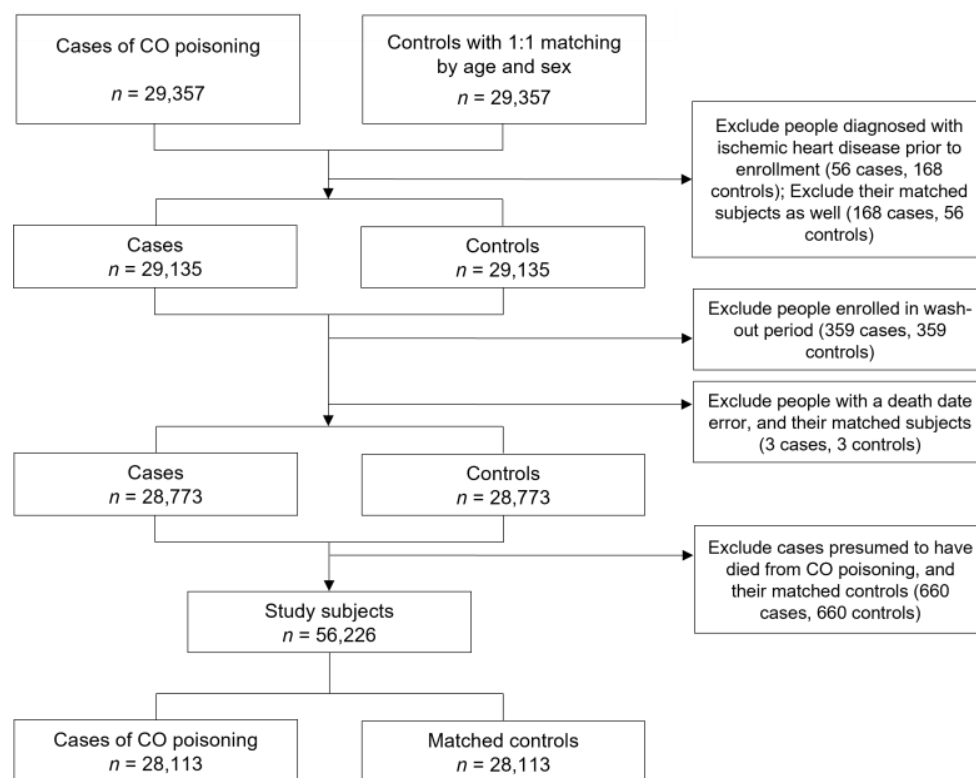 Cases of CO poisoning
n = 29,357
Controls with 1:1 matching
by age and sex
n = 29,357
Exclude people diagnosed with
ischemic heart disease prior to
enrollment (56 cases, 168
controls); Exclude their matched
subjects as well (168 cases, 56
controls)
Cases
n = 29,135
Controls
n = 29,135
Exclude people enrolled in wash-
out period (359 cases, 359
controls)
Exclude people with a death date
error, and their matched subjects
(3 cases, 3 controls)
Cases
n = 28,773
Controls
n = 28,773
Exclude cases presumed to have
died from CO poisoning, and
their matched controls (660
cases, 660 controls)
Study subjects
n = 56,226
Cases of CO poisoning
n = 28,113
Matched controls
n = 28,113